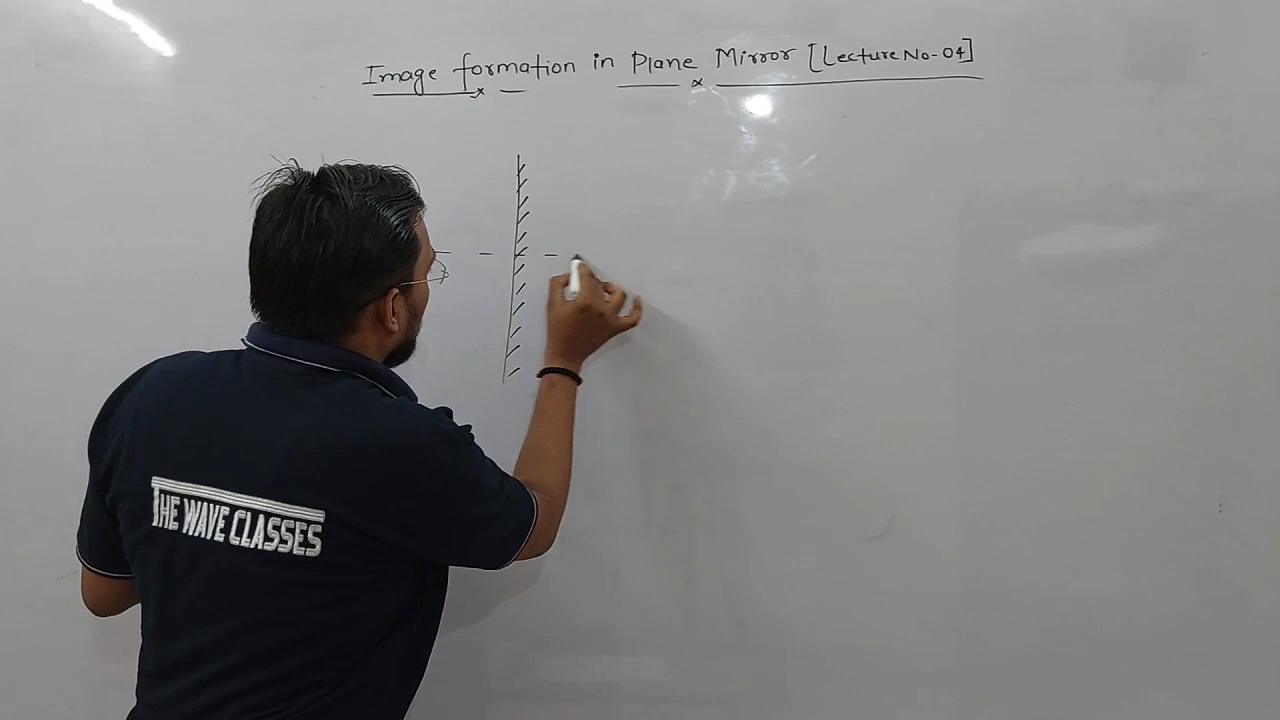 Image formation in Plane Mirror [Lecture No-04]
THE WAVE CLASSES